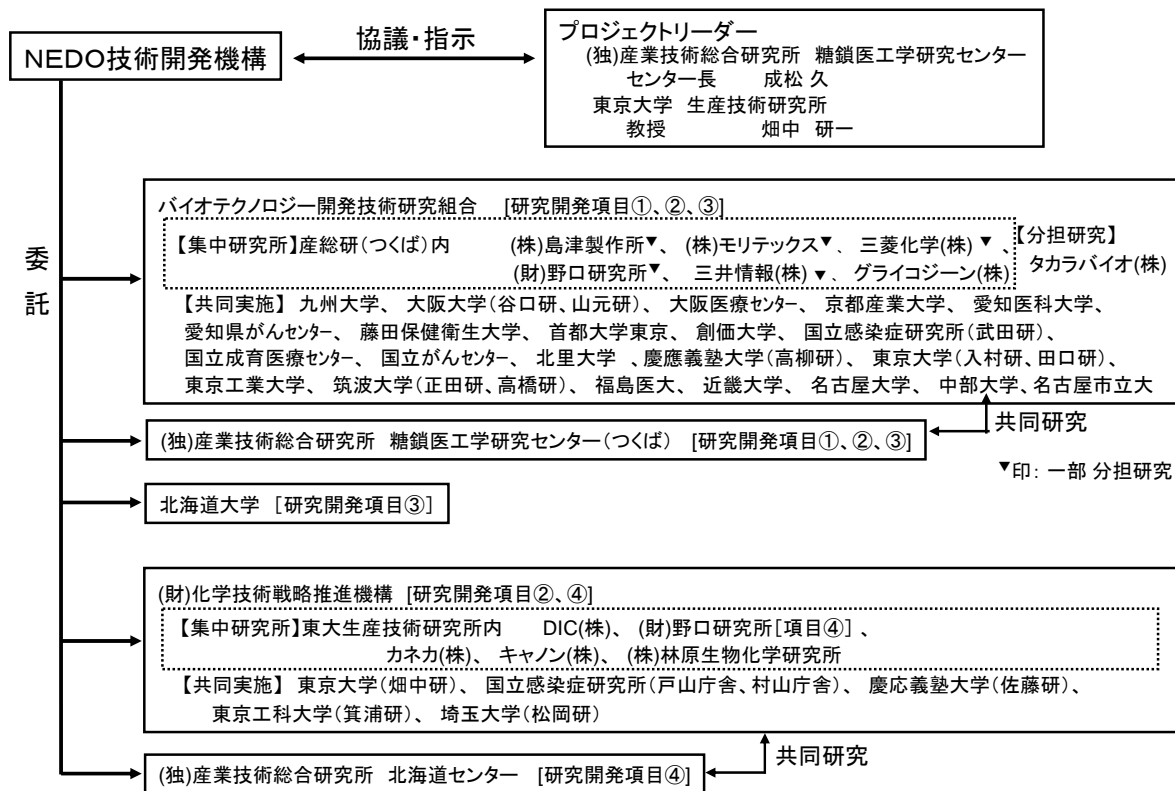 NEDO技術開発機構
協議・指示
プロジェクトリーダー
(独)産業技術総合研究所 糖鎖医工学研究センター
センター長 成松 久
東京大学 生産技術研究所
教授 畑中 研一
委託
バイオテクノロジー開発技術研究組合 [研究開発項目①、②、③]
【集中研究所】産総研(つくば)内 (株)島津製作所▼、 (株)モリテックス▼、 三菱化学(株)▼、
(財)野口研究所▼、 三井情報(株)▼、 グライコジーン(株)
【分担研究】
タカラバイオ(株)
【共同実施】 九州大学、 大阪大学(谷口研、山元研)、 大阪医療センター、 京都産業大学、 愛知医科大学、
愛知県がんセンター、 藤田保健衛生大学、 首都大学東京、 創価大学、 国立感染症研究所(武田研)、
国立成育医療センター、 国立がんセンター、 北里大学 、慶應義塾大学(高柳研)、 東京大学(入村研、田口研)、
東京工業大学、 筑波大学(正田研、高橋研)、 福島医大、 近畿大学、 名古屋大学、 中部大学、名古屋市立大
共同研究
(独)産業技術総合研究所 糖鎖医工学研究センター(つくば) [研究開発項目①、②、③]
▼印: 一部 分担研究
北海道大学 [研究開発項目③]
(財)化学技術戦略推進機構 [研究開発項目②、④]
【集中研究所】東大生産技術研究所内 DIC(株)、 (財)野口研究所[項目④] 、
カネカ(株)、 キャノン(株)、 (株)林原生物化学研究所
【共同実施】 東京大学(畑中研)、 国立感染症研究所(戸山庁舎、村山庁舎)、 慶応義塾大学(佐藤研)、
東京工科大学(箕浦研)、 埼玉大学(松岡研)
共同研究
(独)産業技術総合研究所 北海道センター [研究開発項目④]